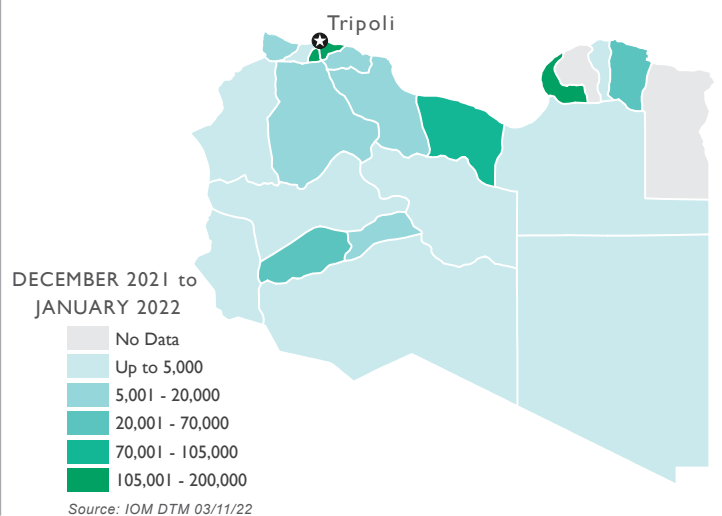 Tripoli
DECEMBER 2021 to
JANUARY 2022
No Data
Up to 5,000
5,001 - 20,000
20,001 - 70,000
70,001 - 105,000
105,001 - 200,000
Source: IOM DTM 03/11/22